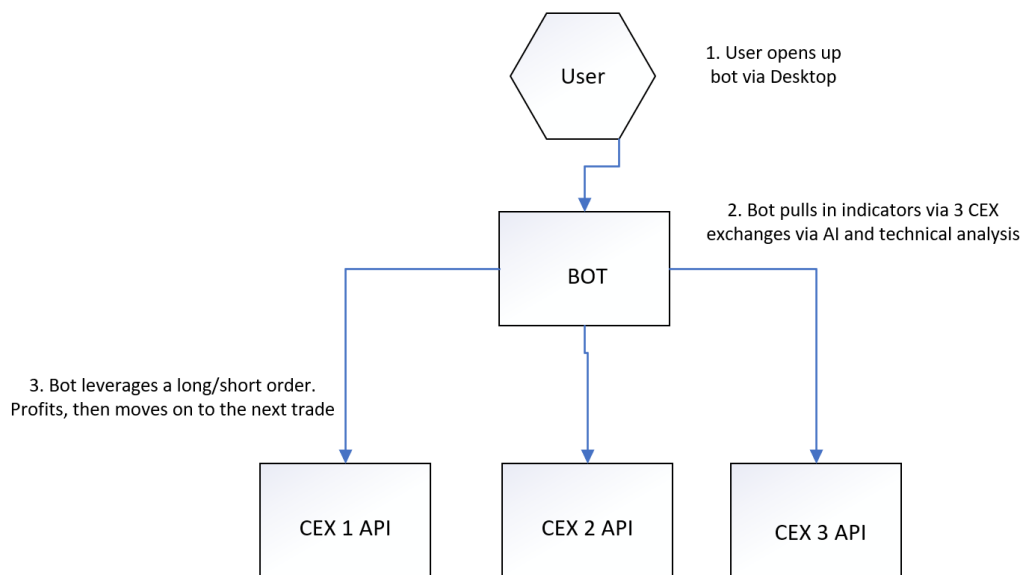 User
1. User opens up
bot via Desktop
2. Bot pulls in indicators via 3 CEX
exchanges via AI and technical analysis
BOT
3. Bot leverages a long/short order.
Profits, then moves on to the next trade
CEX 1 API
CEX 2 API
CEX 3 API